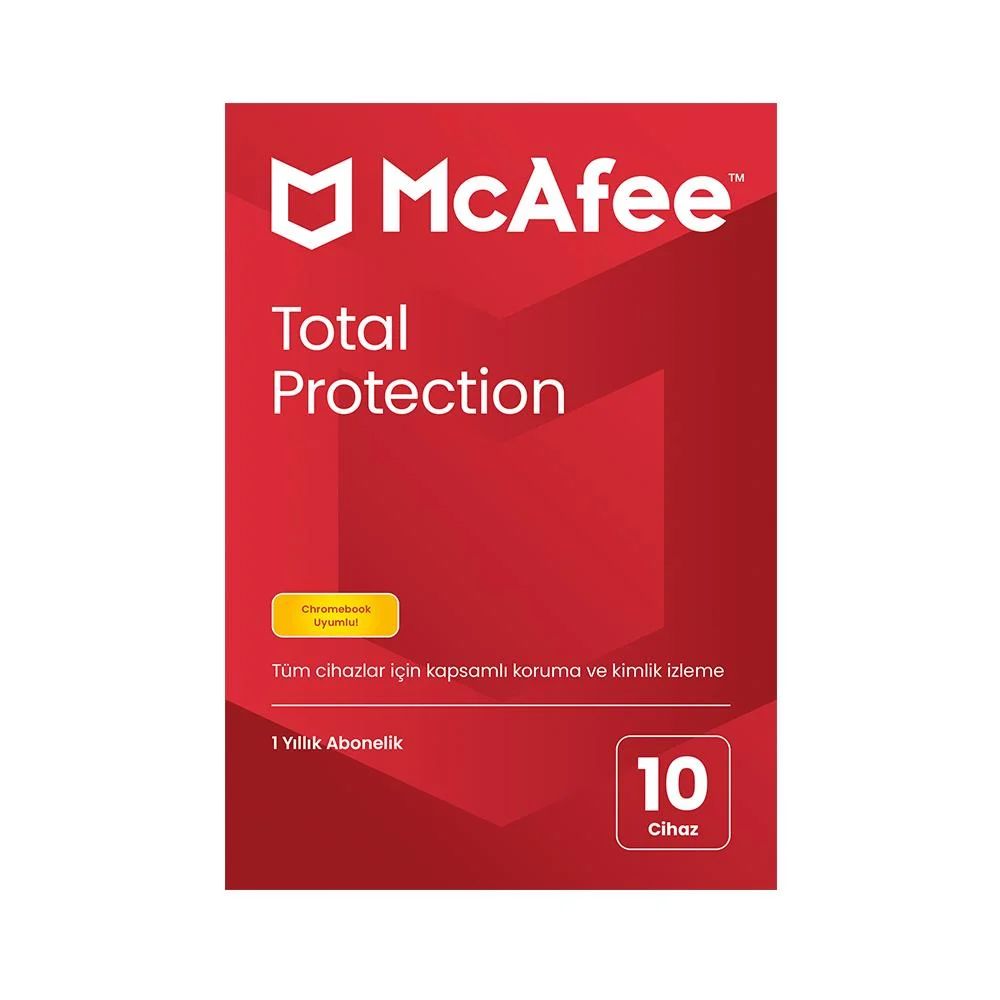 McAfee™
Total
Protection
Chromebook
Uyumlu!
Tüm cihazlar için kapsamlı koruma ve kimlik izleme
1 Yıllık Abonelik
10
Cihaz